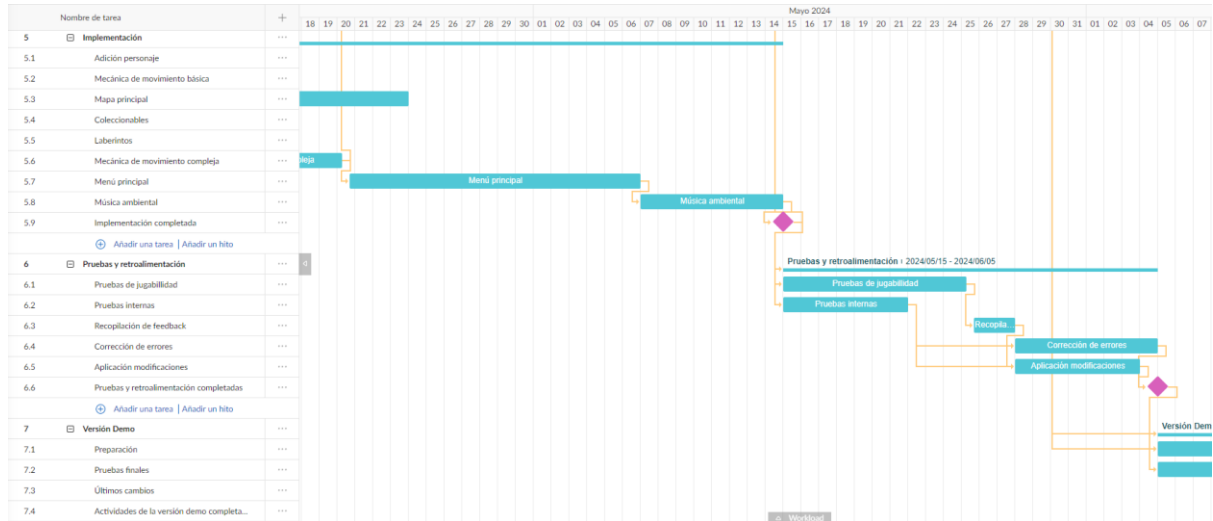 Mayo 2024
Nombre de tarea +
18 19 20 21 22 23 24 25 26 27 28 29 30 01 02 03 04 05 06 07 08 09 10 11 12 13 14 15 16 17 18 19 20 21 22 23 24 25 26 27 28 29 30 31 01 02 03 04 05 06 07
5 Implementación ...
5.1 Adición personaje ...
5.2 Mecánica de movimiento básica ...
5.3 Mapa principal ...
5.4 Coleccionables ...
5.5 Laberintos ...
5.6 Mecánica de movimiento compleja ... pleja
5.7 Menú principal ... Menú principal
5.8 Música ambiental ... Música ambiental
5.9 Implementación completada ...
Añadir una tarea | Añadir un hito
6 Pruebas y retroalimentación ... Pruebas y retroalimentación 2024/05/15 - 2024/06/05
6.1 Pruebas de jugabillidad ... Pruebas de jugabillidad
6.2 Pruebas internas ... Pruebas internas
6.3 Recopilación de feedback ... Recopila...
6.4 Corrección de errores ... Corrección de errores
6.5 Aplicación modificaciones ... Aplicación modificaciones
6.6 Pruebas y retroalimentación completadas ...
Añadir una tarea | Añadir un hito
7 Versión Demo ... Versión Dem
7.1 Preparación ...
7.2 Pruebas finales ...
7.3 Últimos cambios ...
7.4 Actividades de la versión demo completa... ...
Workload